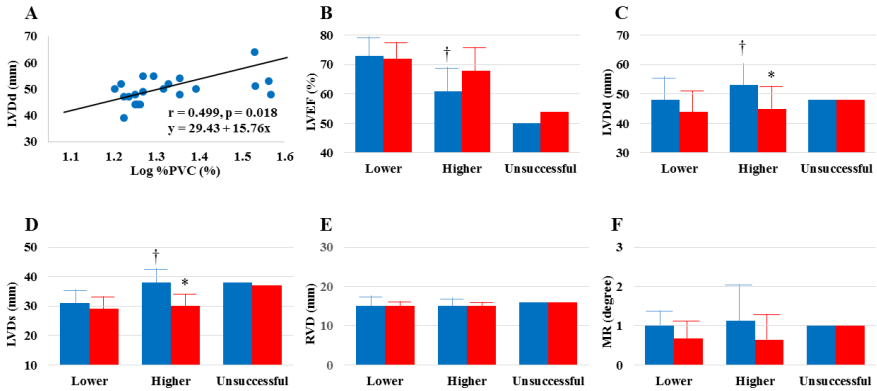 A
LVDd (mm)
70
60
50
40
30
r = 0.499, p = 0.018
y = 29.43 + 15.76x
1.1 1.2 1.3 1.4 1.5 1.6
Log %PVC (%)
B
LVEF (%)
80
70
60
50
40
†
Lower Higher Unsuccessful
C
LVDd (mm)
70
60
50
40
30
†
*
Lower Higher Unsuccessful
D
LVDs (mm)
50
40
30
20
10
†
*
Lower Higher Unsuccessful
E
RVD (mm)
30
20
10
0
Lower Higher Unsuccessful
F
MR (degree)
3
2
1
0
Lower Higher Unsuccessful